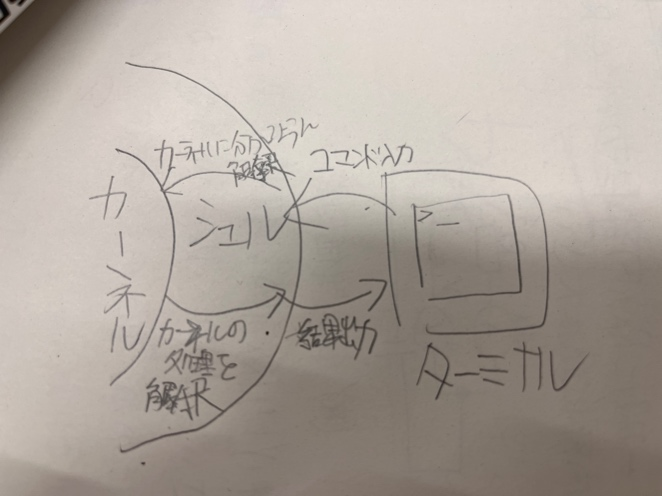 カーネルに分かるように
解釈
コマンド入力
カーネル
シェル
>_
カーネルの
処理を
解釈
結果出力
ターミナル